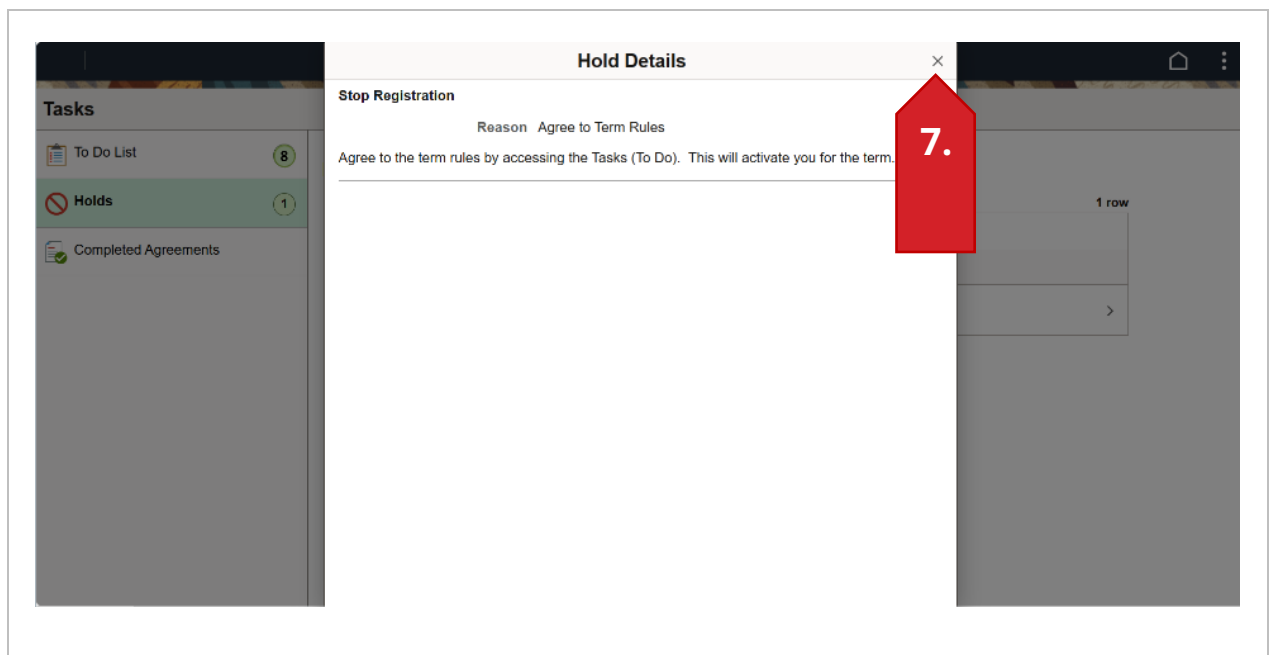 Hold Details
Tasks
Stop Registration
Reason Agree to Term Rules
7.
To Do List 8
Agree to the term rules by accessing the Tasks (To Do). This will activate you for the term.
Holds 1
1 row
Completed Agreements